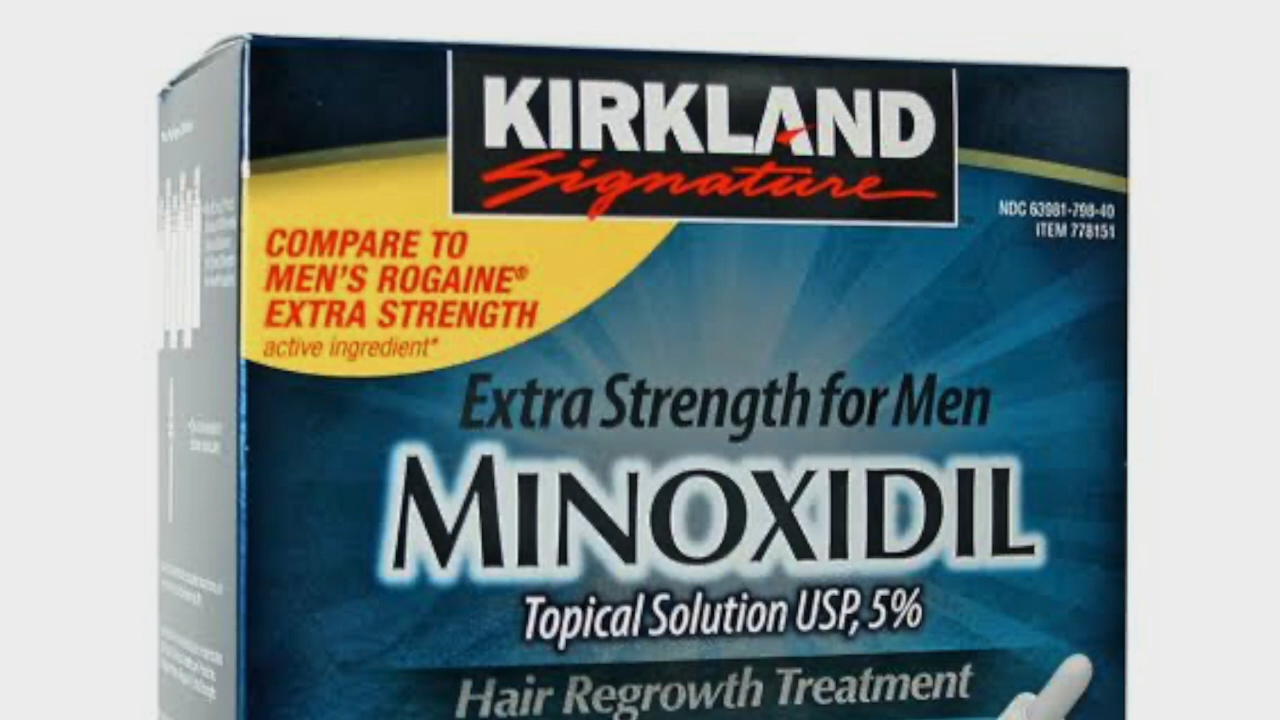 KIRKLAND
Signature
NDC 63981-798-40
ITEM 778151
COMPARE TO
MEN'S ROGAINE®
EXTRA STRENGTH
active ingredient*
Extra Strength for Men
MINOXIDIL
Topical Solution USP, 5%
Hair Regrowth Treatment